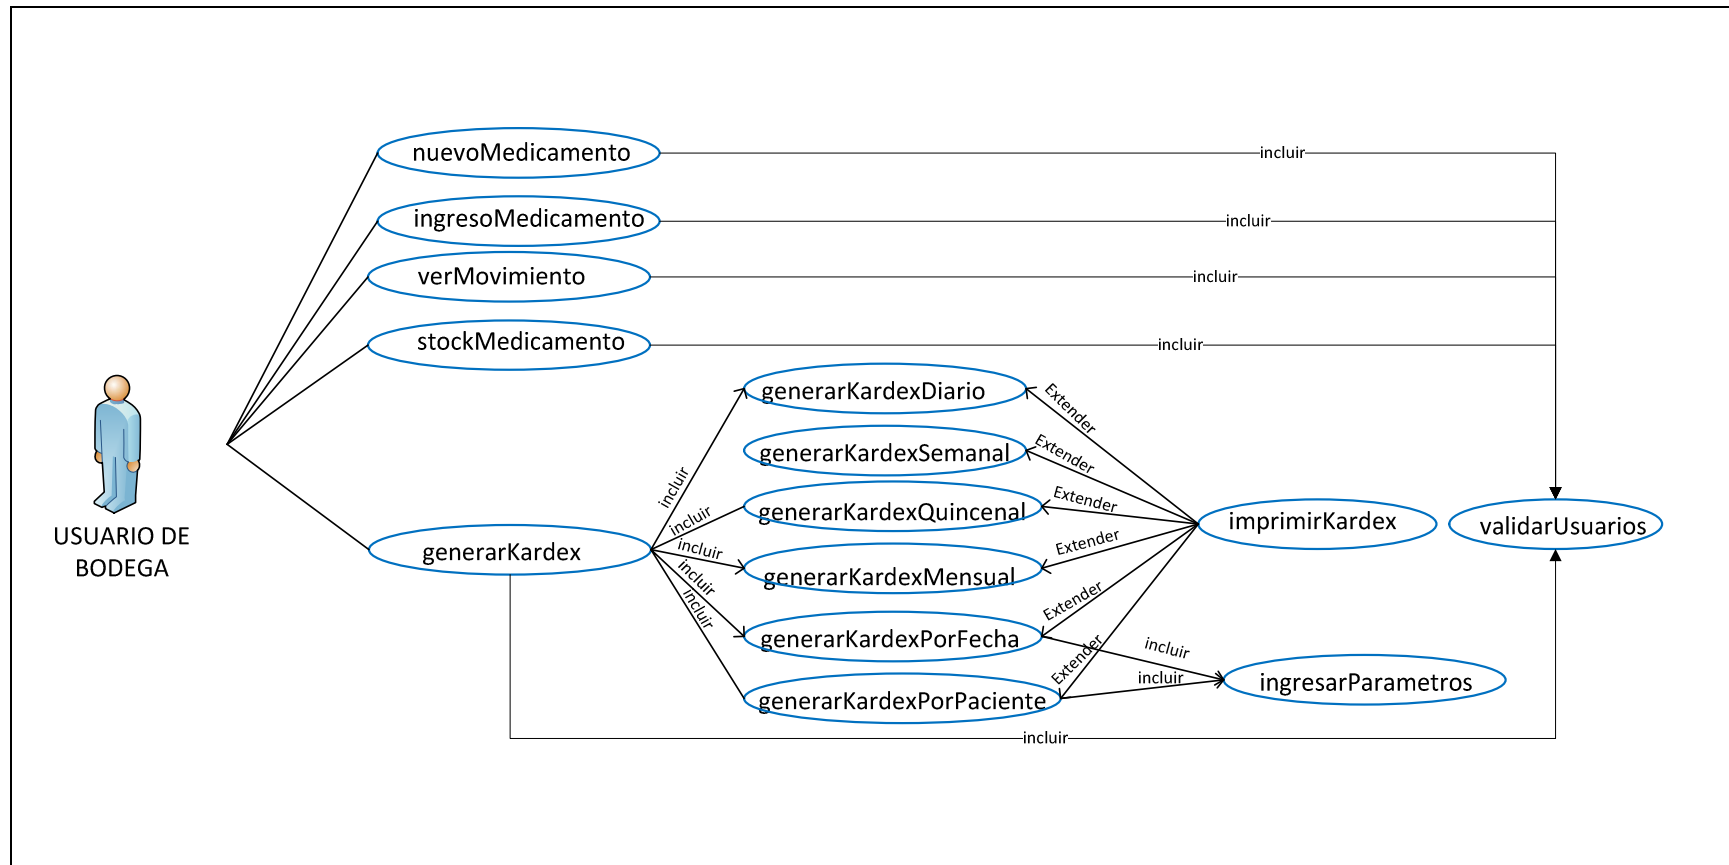 nuevoMedicamento
incluir
ingresoMedicamento
incluir
verMovimiento
incluir
stockMedicamento
incluir
generarKardexDiario
Extender
generarKardexSemanal
Extender
incluir
generarKardexQuincenal
Extender
incluir
imprimirKardex
validarUsuarios
USUARIO DE
BODEGA
generarKardex
incluir
generarKardexMensual
Extender
incluir
incluir
generarKardexPorFecha
Extender
incluir
Extender
incluir
generarKardexPorPaciente
ingresarParametros
incluir